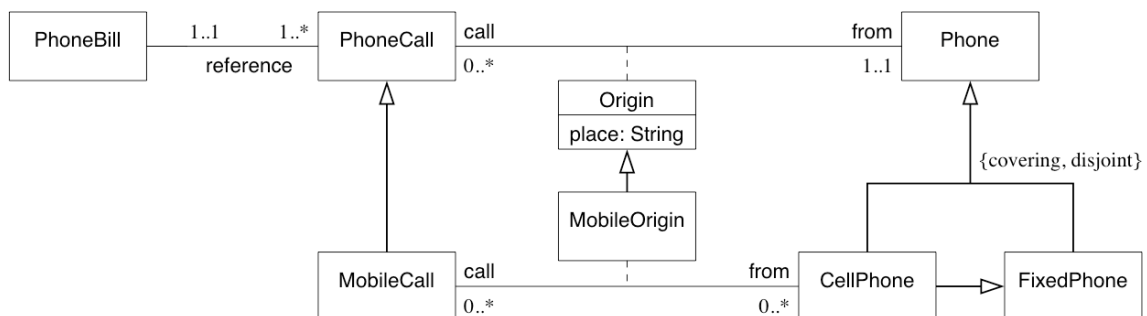 PhoneBill 1..1 1..* PhoneCall call from Phone
reference 0..* 1..1
Origin
place: String
{covering, disjoint}
MobileOrigin
MobileCall call from CellPhone FixedPhone
0..* 0..*